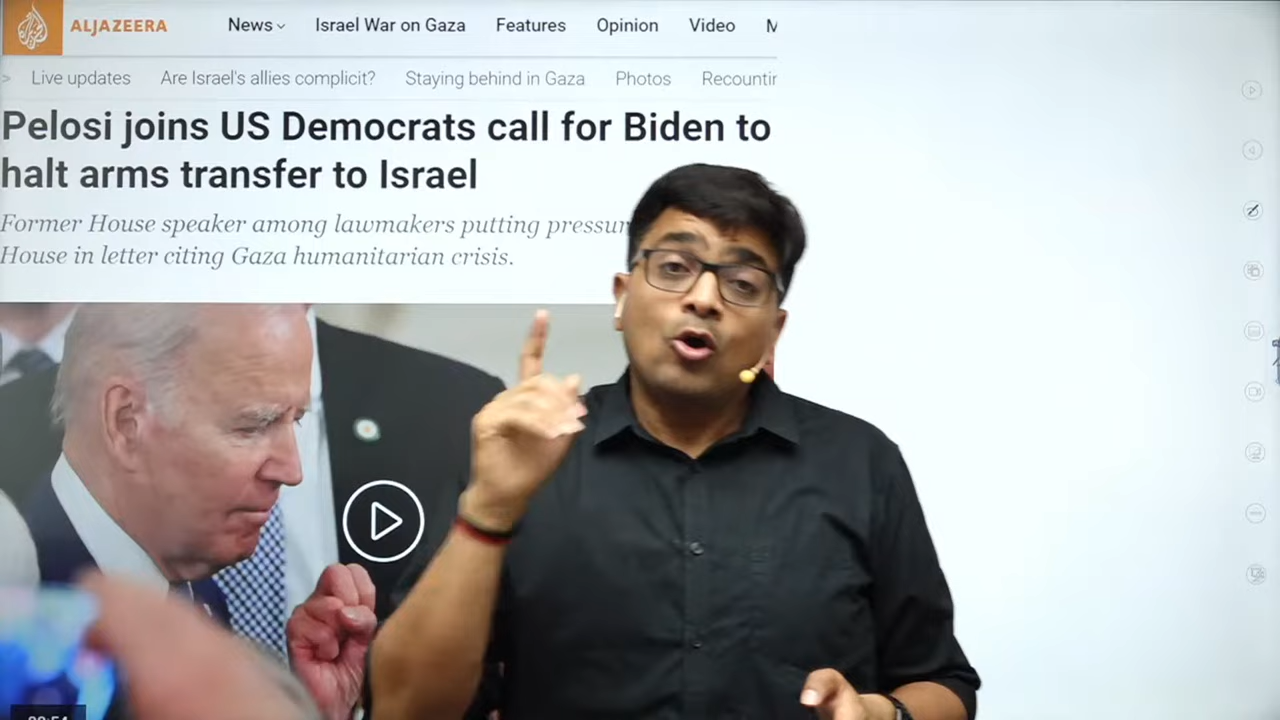 ALJAZEERA
News
Israel War on Gaza
Features
Opinion
Video
M
> Live updates
Are Israel's allies complicit?
Staying behind in Gaza
Photos
Recountin
Pelosi joins US Democrats call for Biden to
halt arms transfer to Israel
Former House speaker among lawmakers putting pressur
House in letter citing Gaza humanitarian crisis.